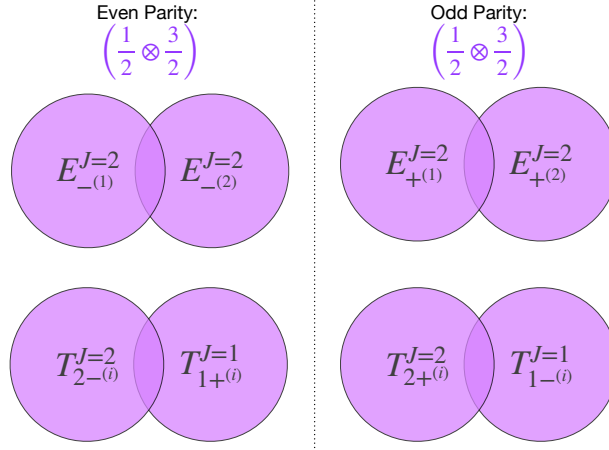 Even Parity:
(1/2 ⊗ 3/2)
E^{J=2}_{-(1)} E^{J=2}_{-(2)}
T^{J=2}_{2-(i)} T^{J=1}_{1+(i)}
Odd Parity:
(1/2 ⊗ 3/2)
E^{J=2}_{+(1)} E^{J=2}_{+(2)}
T^{J=2}_{2+(i)} T^{J=1}_{1-(i)}